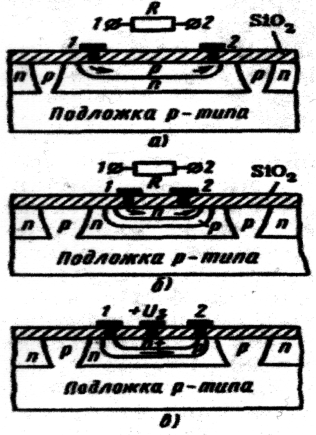 R
1 2
SiO₂
1 2
n p p n p n
Подложка p-типа
а)
1 2
R
SiO₂
1 2
n p n p p n
Подложка p-типа
б)
1 +U₃ 2
n p n n+ p p n
Подложка p-типа
д)